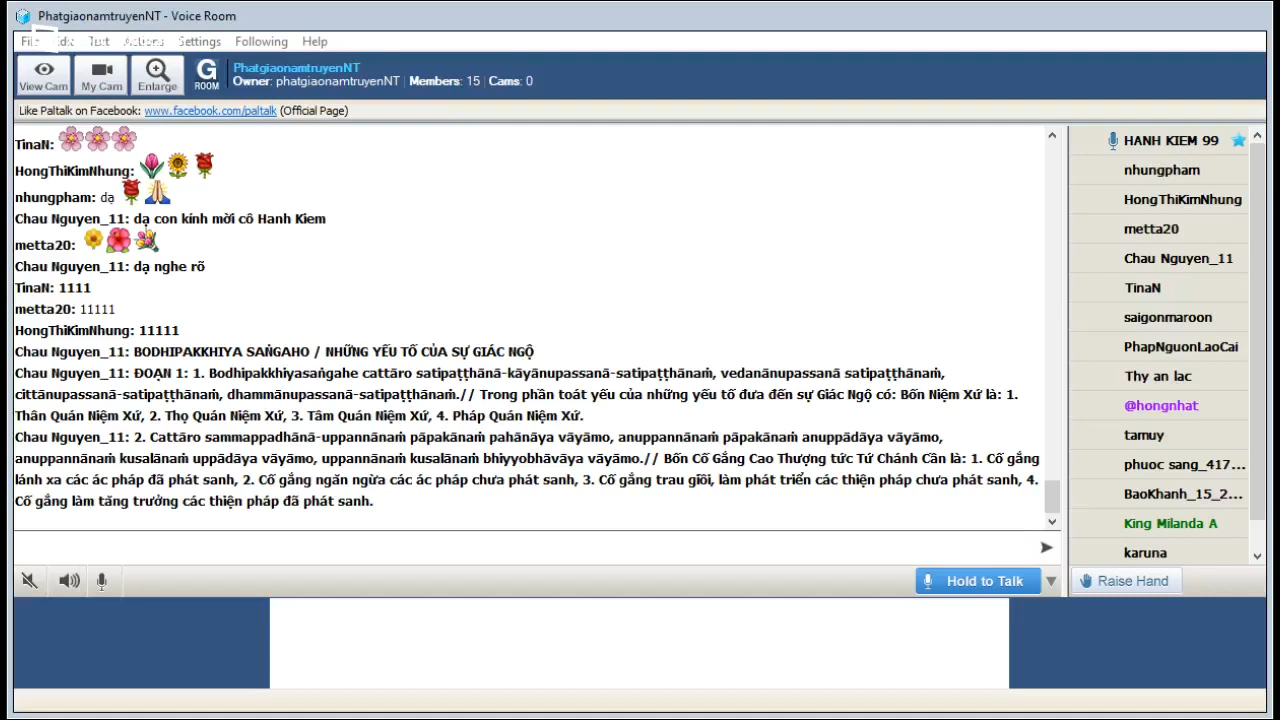 PhatgiaonamtruyenNT - Voice Room
Text Actions Settings Following Help
View Cam My Cam Enlarge G ROOM
PhatgiaonamtruyenNT
Owner: phatgiaonamtruyenNT | Members: 15 | Cams: 0
Like Paltalk on Facebook: www.facebook.com/paltalk (Official Page)
TinaN:
HongThiKimNhung:
nhungpham: dạ
Chau Nguyen_11: dạ con kính mời cô Hanh Kiem
metta20:
Chau Nguyen_11: dạ nghe rõ
TinaN: 1111
metta20: 11111
HongThiKimNhung: 11111
Chau Nguyen_11: BODHIPAKKHIYA SAṄGAHO / NHỮNG YẾU TỐ CỦA SỰ GIÁC NGỘ
Chau Nguyen_11: ĐOẠN 1: 1. Bodhipakkhiyasaṅgahe cattāro satipaṭṭhānā-kāyānupassanā-satipaṭṭhānaṁ, vedanānupassanā satipaṭṭhānaṁ,
cittānupassanā-satipaṭṭhānaṁ, dhammānupassanā-satipaṭṭhānaṁ.// Trong phần toát yếu của những yếu tố đưa đến sự Giác Ngộ có: Bốn Niệm Xứ là: 1.
Thân Quán Niệm Xứ, 2. Thọ Quán Niệm Xứ, 3. Tâm Quán Niệm Xứ, 4. Pháp Quán Niệm Xứ.
Chau Nguyen_11: 2. Cattāro sammappadhānā-uppannānaṁ pāpakānaṁ pahānāya vāyāmo, anuppannānaṁ pāpakānaṁ anuppādāya vāyāmo,
anuppannānaṁ kusalānaṁ uppādāya vāyāmo, uppannānaṁ kusalānaṁ bhiyyobhāvāya vāyāmo.// Bốn Cố Gắng Cao Thượng tức Tứ Chánh Cần là: 1. Cố gắng
lánh xa các ác pháp đã phát sanh, 2. Cố gắng ngăn ngừa các ác pháp chưa phát sanh, 3. Cố gắng trau giồi, làm phát triển các thiện pháp chưa phát sanh, 4.
Cố gắng làm tăng trưởng các thiện pháp đã phát sanh.
HANH KIEM 99
nhungpham
HongThiKimNhung
metta20
Chau Nguyen_11
TinaN
saigonmaroon
PhapNguonLaoCai
Thy an lac
@hongnhat
tamuy
phuoc sang_417...
BaoKhanh_15_2...
King Milanda A
karuna
Hold to Talk
Raise Hand